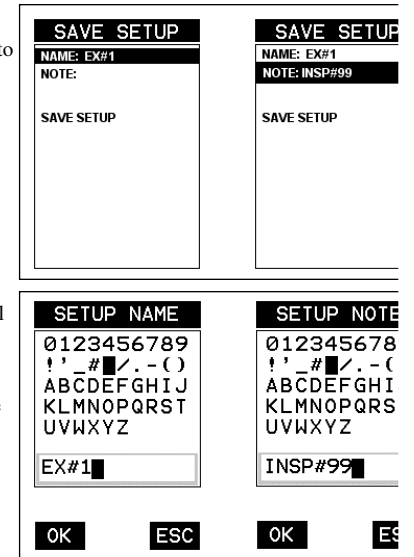 to
SAVE SETUP
NAME: EX#1
NOTE:
SAVE SETUP
SAVE SETUP
NAME: EX#1
NOTE: INSP#99
SAVE SETUP
SETUP NAME
0123456789
!'_# /.-()
ABCDEFGHIJ
KLMNOPQRST
UVWXYZ
EX#1
OK ESC
SETUP NOTE
012345678
!'_# /.-(
ABCDEFGHI
KLMNOPQRS
UVWXYZ
INSP#99
OK